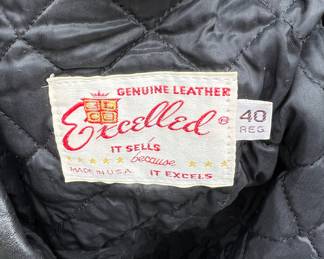 GENUINE LEATHER
Excelled®
IT SELLS
because
MADE IN U.S.A.
IT EXCELS
40
REG.